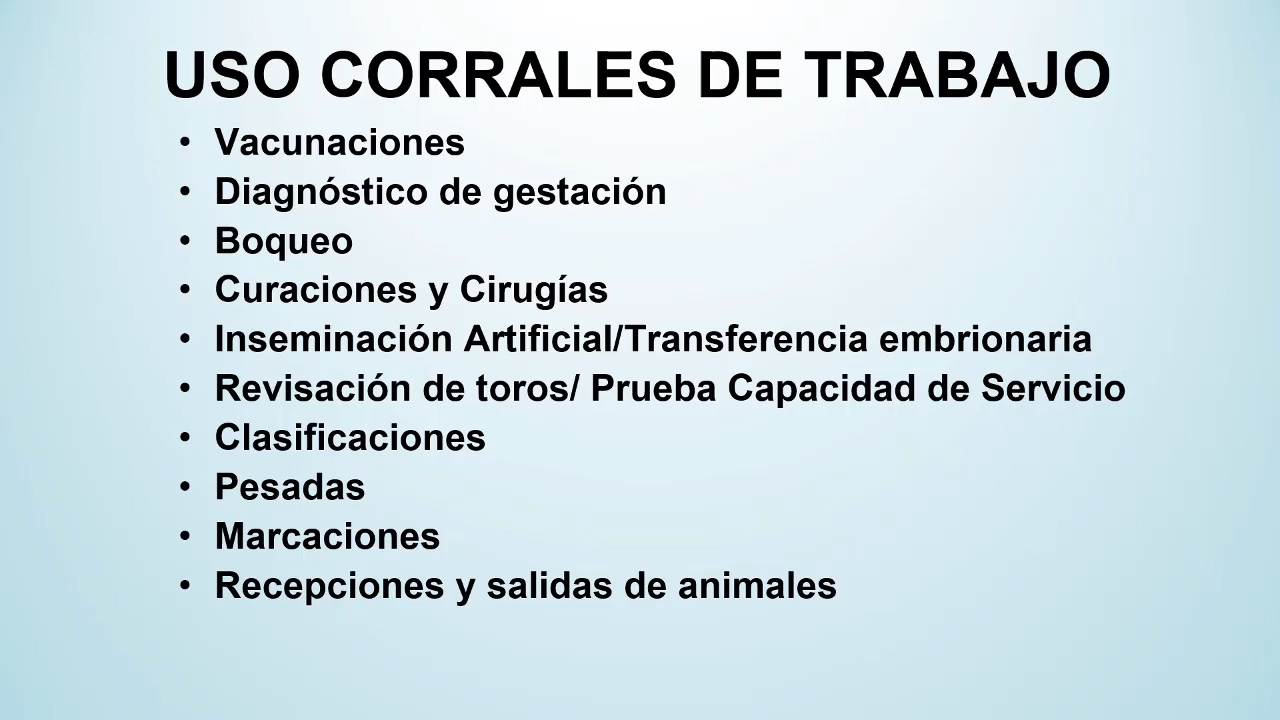 USO CORRALES DE TRABAJO
• Vacunaciones
• Diagnóstico de gestación
• Boqueo
• Curaciones y Cirugías
• Inseminación Artificial/Transferencia embrionaria
• Revisación de toros/ Prueba Capacidad de Servicio
• Clasificaciones
• Pesadas
• Marcaciones
• Recepciones y salidas de animales